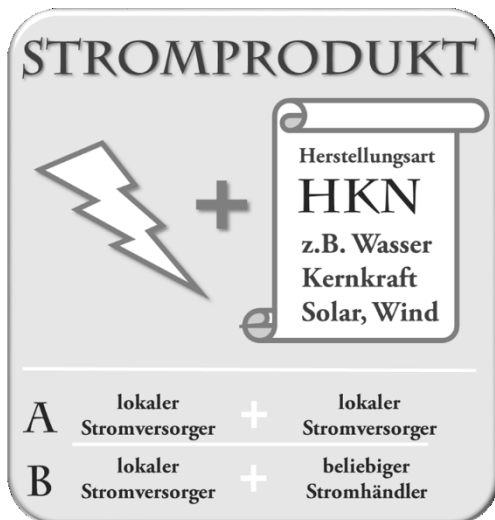 STROMPRODUKT
+
Herstellungsart
HKN
z.B. Wasser
Kernkraft
Solar, Wind
A lokaler Stromversorger + lokaler Stromversorger
B lokaler Stromversorger + beliebiger Stromhändler